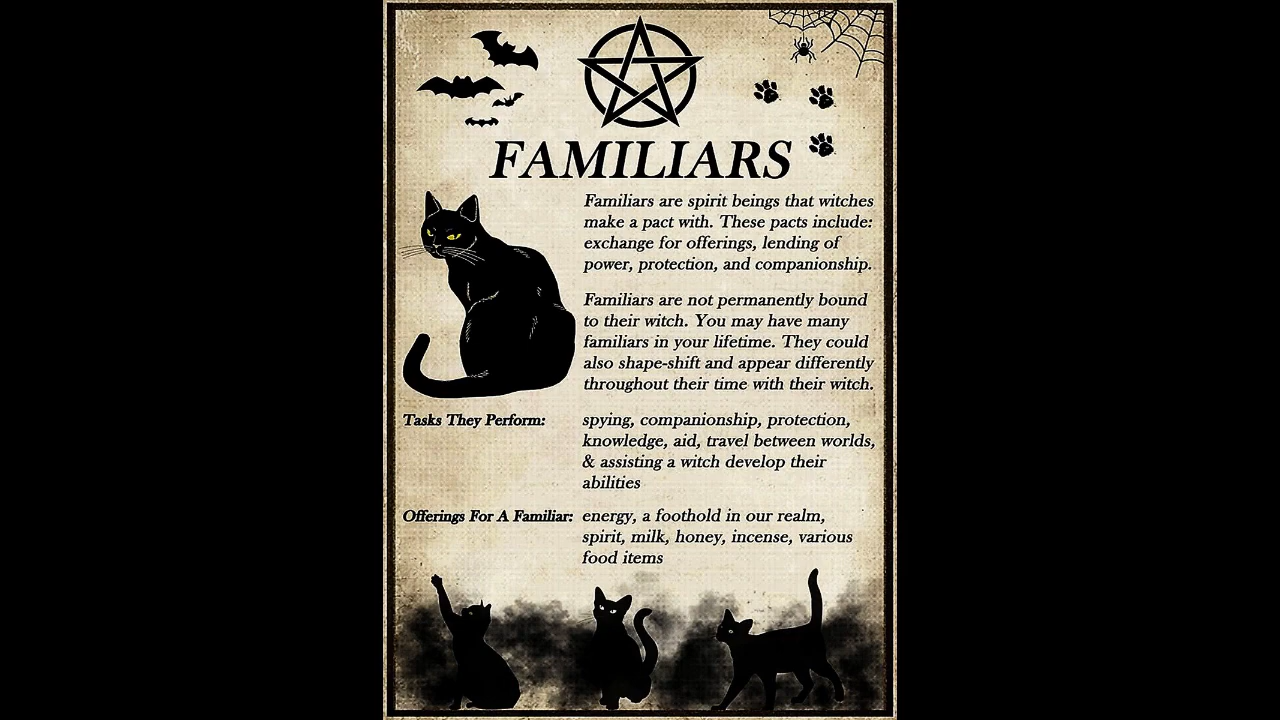 FAMILIARS
Familiars are spirit beings that witches
make a pact with. These pacts include:
exchange for offerings, lending of
power, protection, and companionship.
Familiars are not permanently bound
to their witch. You may have many
familiars in your lifetime. They could
also shape-shift and appear differently
throughout their time with their witch.
Tasks They Perform: spying, companionship, protection,
knowledge, aid, travel between worlds,
& assisting a witch develop their
abilities
Offerings For A Familiar: energy, a foothold in our realm,
spirit, milk, honey, incense, various
food items